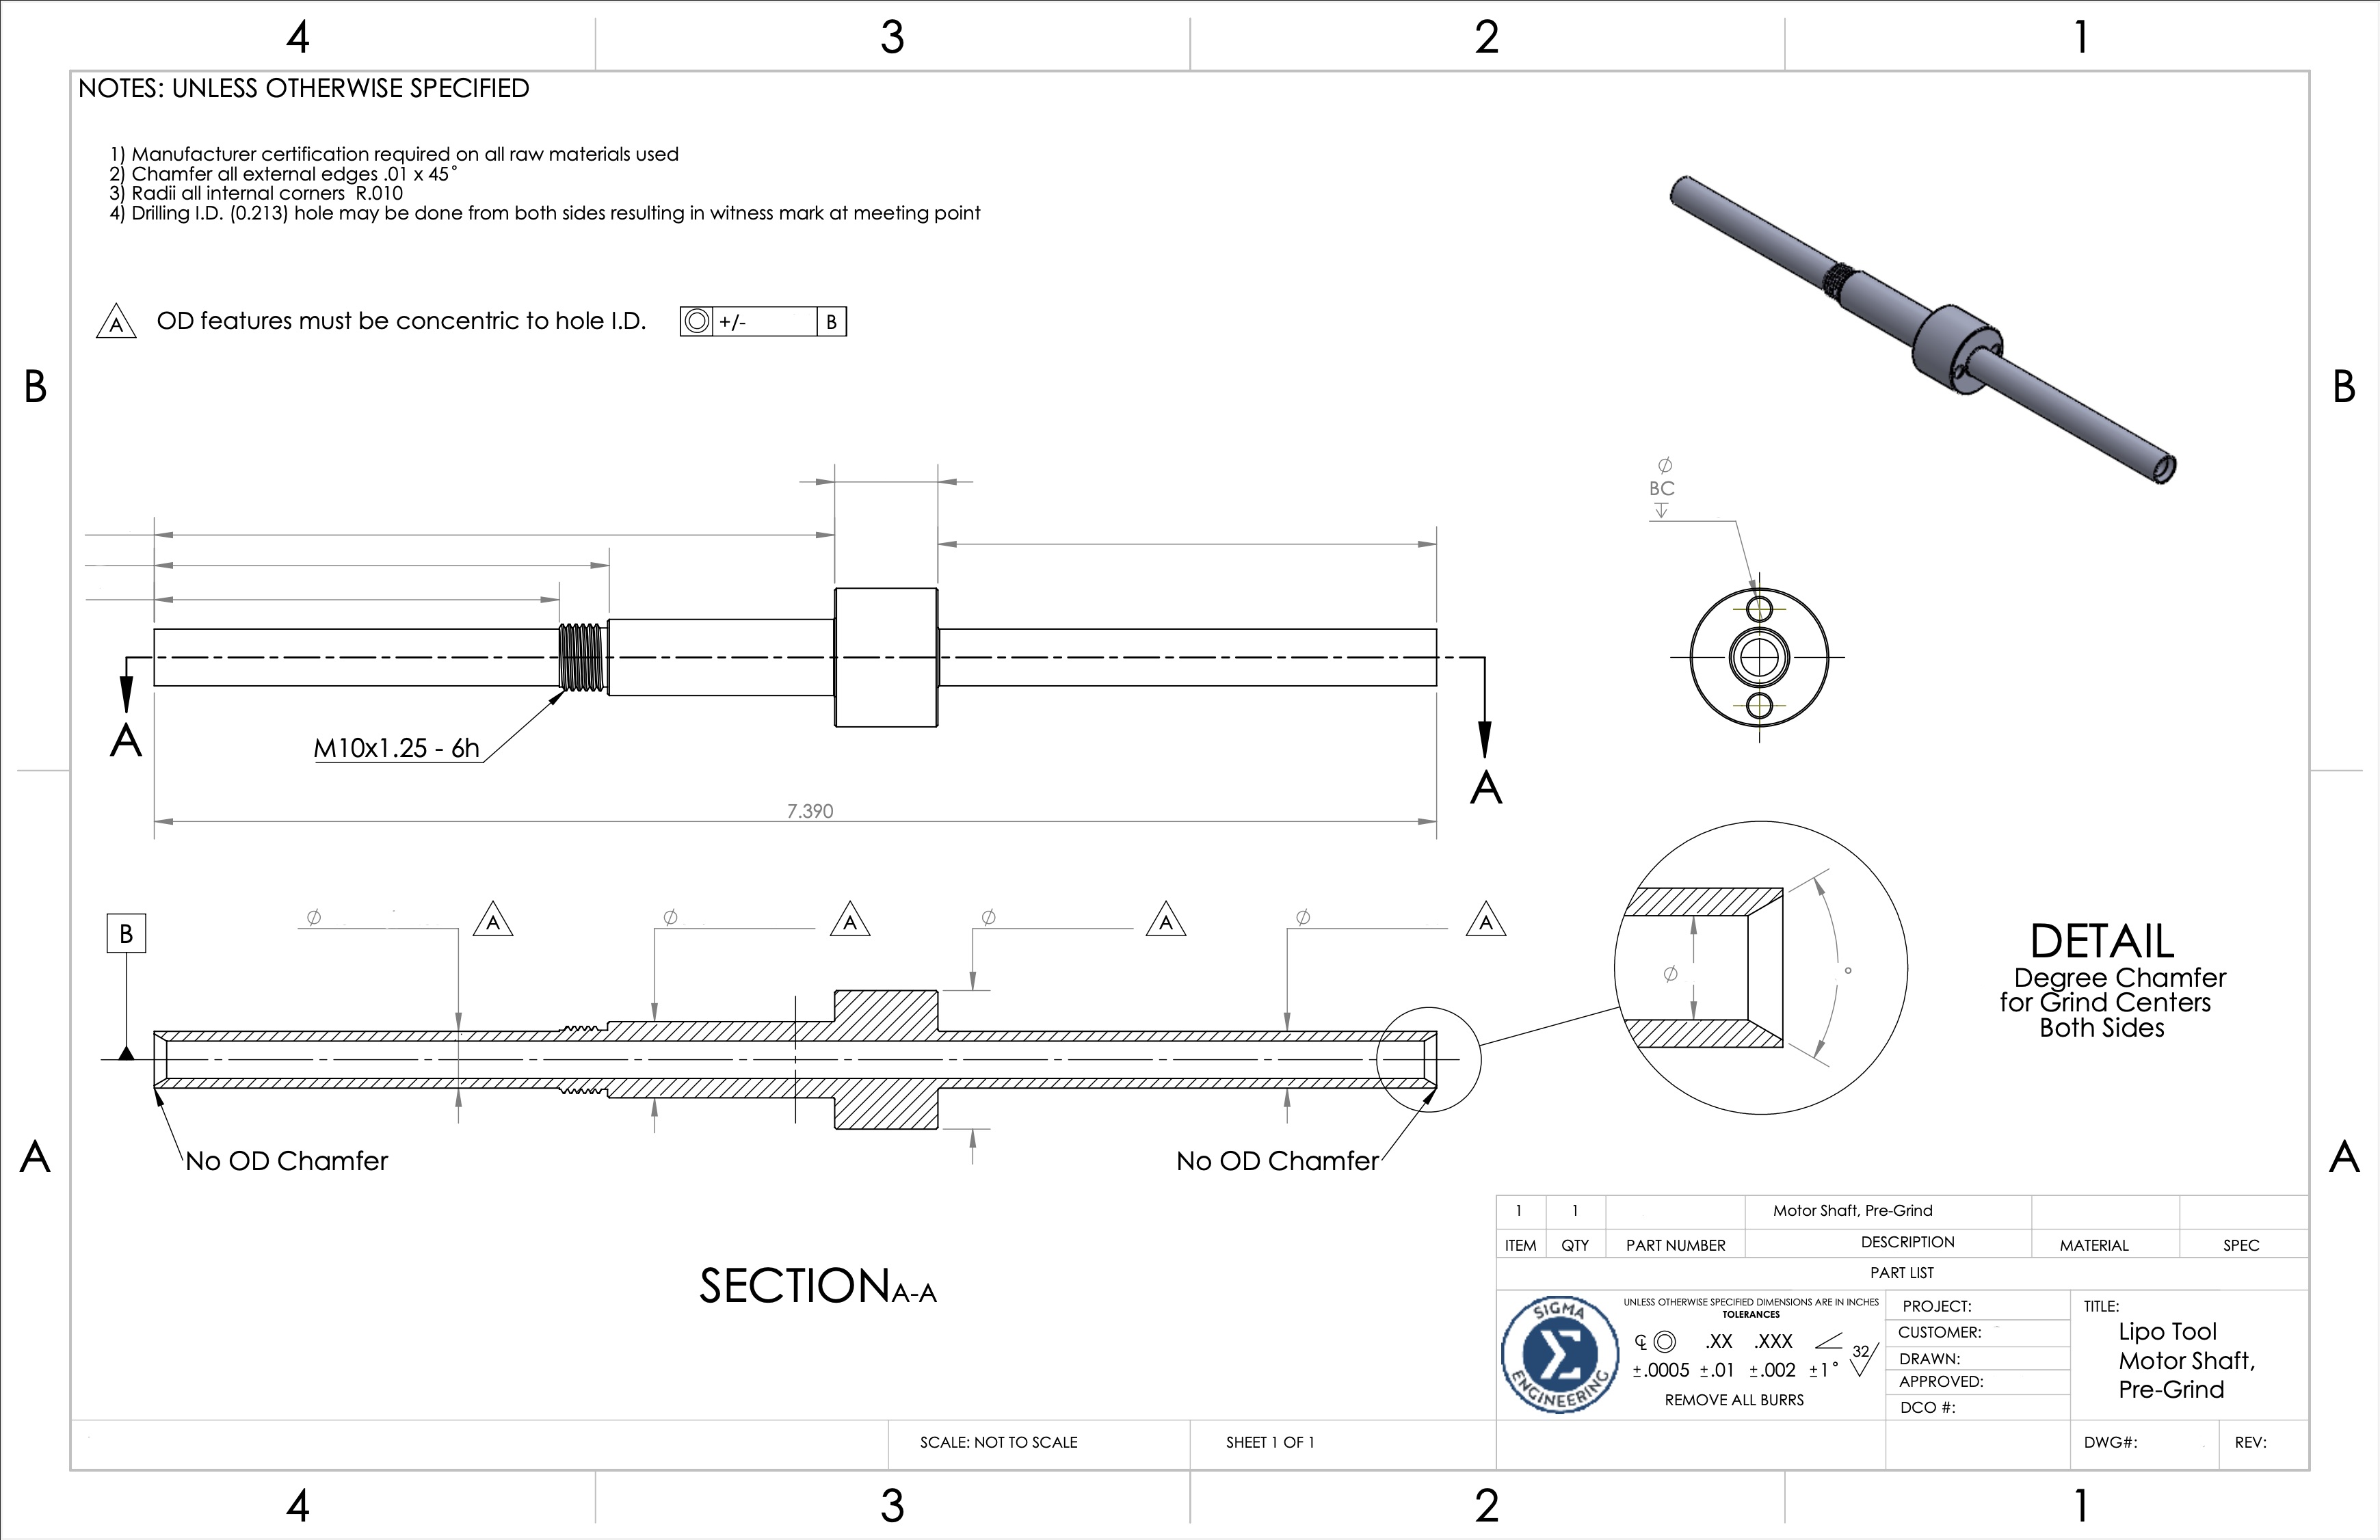 4 3 2 1
NOTES: UNLESS OTHERWISE SPECIFIED
1) Manufacturer certification required on all raw materials used
2) Chamfer all external edges .01 x 45°
3) Radii all internal corners R.010
4) Drilling I.D. (0.213) hole may be done from both sides resulting in witness mark at meeting point
A OD features must be concentric to hole I.D. ◎ +/- B
B B
⌀
BC
↧
A A
M10x1.25 - 6h
7.390
B ⌀ A ⌀ A ⌀ A ⌀ A
⌀ °
DETAIL
Degree Chamfer
for Grind Centers
Both Sides
No OD Chamfer No OD Chamfer
A A
SECTION A-A
1 1 Motor Shaft, Pre-Grind
ITEM QTY PART NUMBER DESCRIPTION MATERIAL SPEC
PART LIST
SIGMA
Σ
ENGINEERING
UNLESS OTHERWISE SPECIFIED DIMENSIONS ARE IN INCHES
TOLERANCES
℄ ◎ .XX .XXX ∠ 32
±.0005 ±.01 ±.002 ±1°
REMOVE ALL BURRS
PROJECT:
CUSTOMER:
DRAWN:
APPROVED:
DCO #:
TITLE:
Lipo Tool
Motor Shaft,
Pre-Grind
SCALE: NOT TO SCALE SHEET 1 OF 1 DWG#: REV:
4 3 2 1